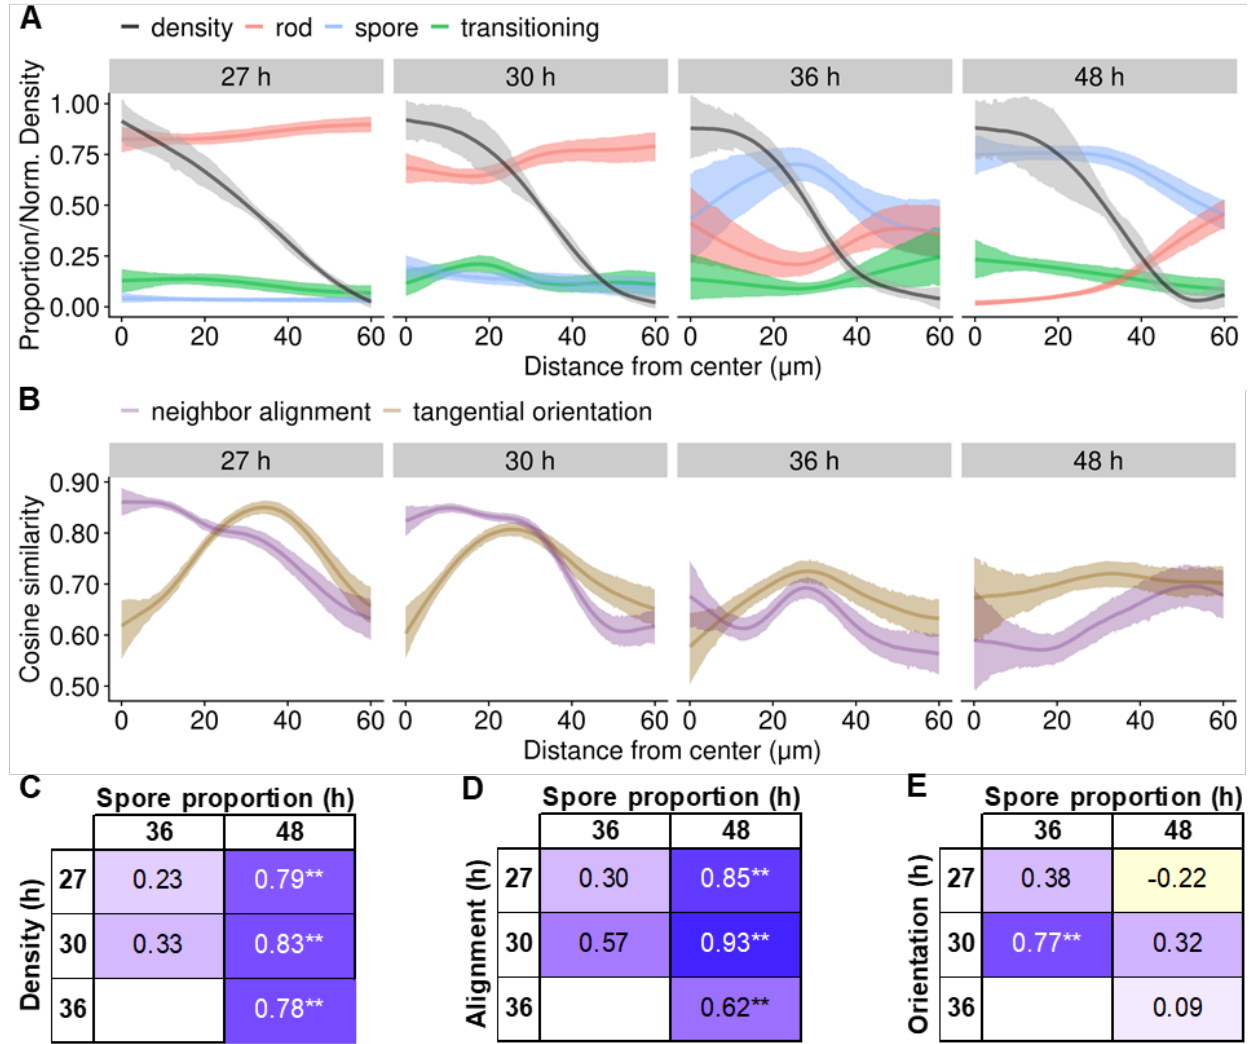 A
density rod spore transitioning
27 h 30 h 36 h 48 h
Proportion/Norm. Density
1.00
0.75
0.50
0.25
0.00
0 20 40 60 0 20 40 60 0 20 40 60 0 20 40 60
Distance from center (µm)
B
neighbor alignment tangential orientation
27 h 30 h 36 h 48 h
Cosine similarity
0.90
0.80
0.70
0.60
0.50
0 20 40 60 0 20 40 60 0 20 40 60 0 20 40 60
Distance from center (µm)
C
Spore proportion (h)
36 48
Density (h)
27 0.23 0.79**
30 0.33 0.83**
36 0.78**
D
Spore proportion (h)
36 48
Alignment (h)
27 0.30 0.85**
30 0.57 0.93**
36 0.62**
E
Spore proportion (h)
36 48
Orientation (h)
27 0.38 -0.22
30 0.77** 0.32
36 0.09